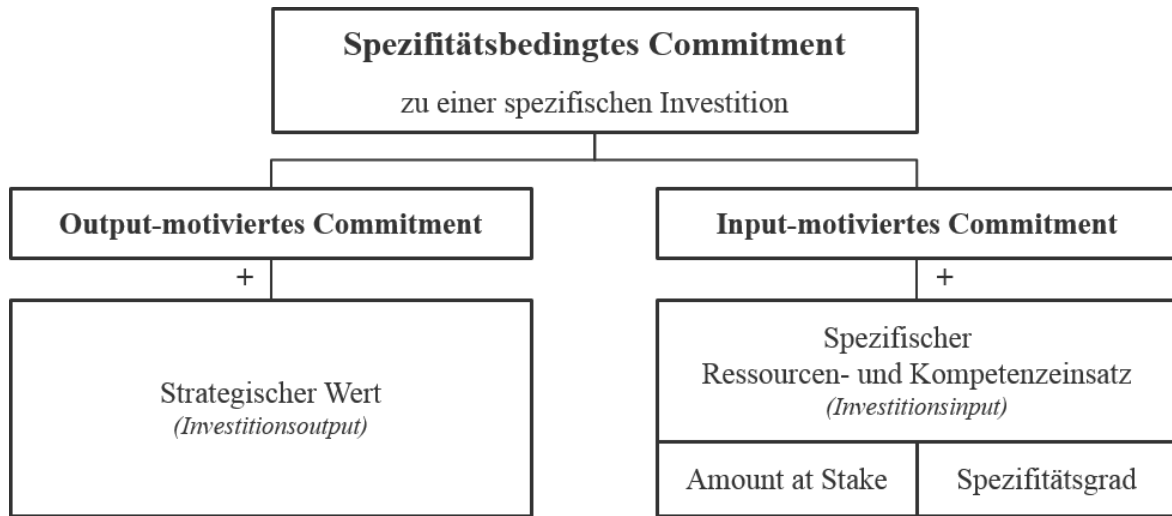 Spezifitätsbedingtes Commitment
zu einer spezifischen Investition
Output-motiviertes Commitment
+
Strategischer Wert
(Investitionsoutput)
Input-motiviertes Commitment
+
Spezifischer
Ressourcen- und Kompetenzeinsatz
(Investitionsinput)
Amount at Stake
Spezifitätsgrad